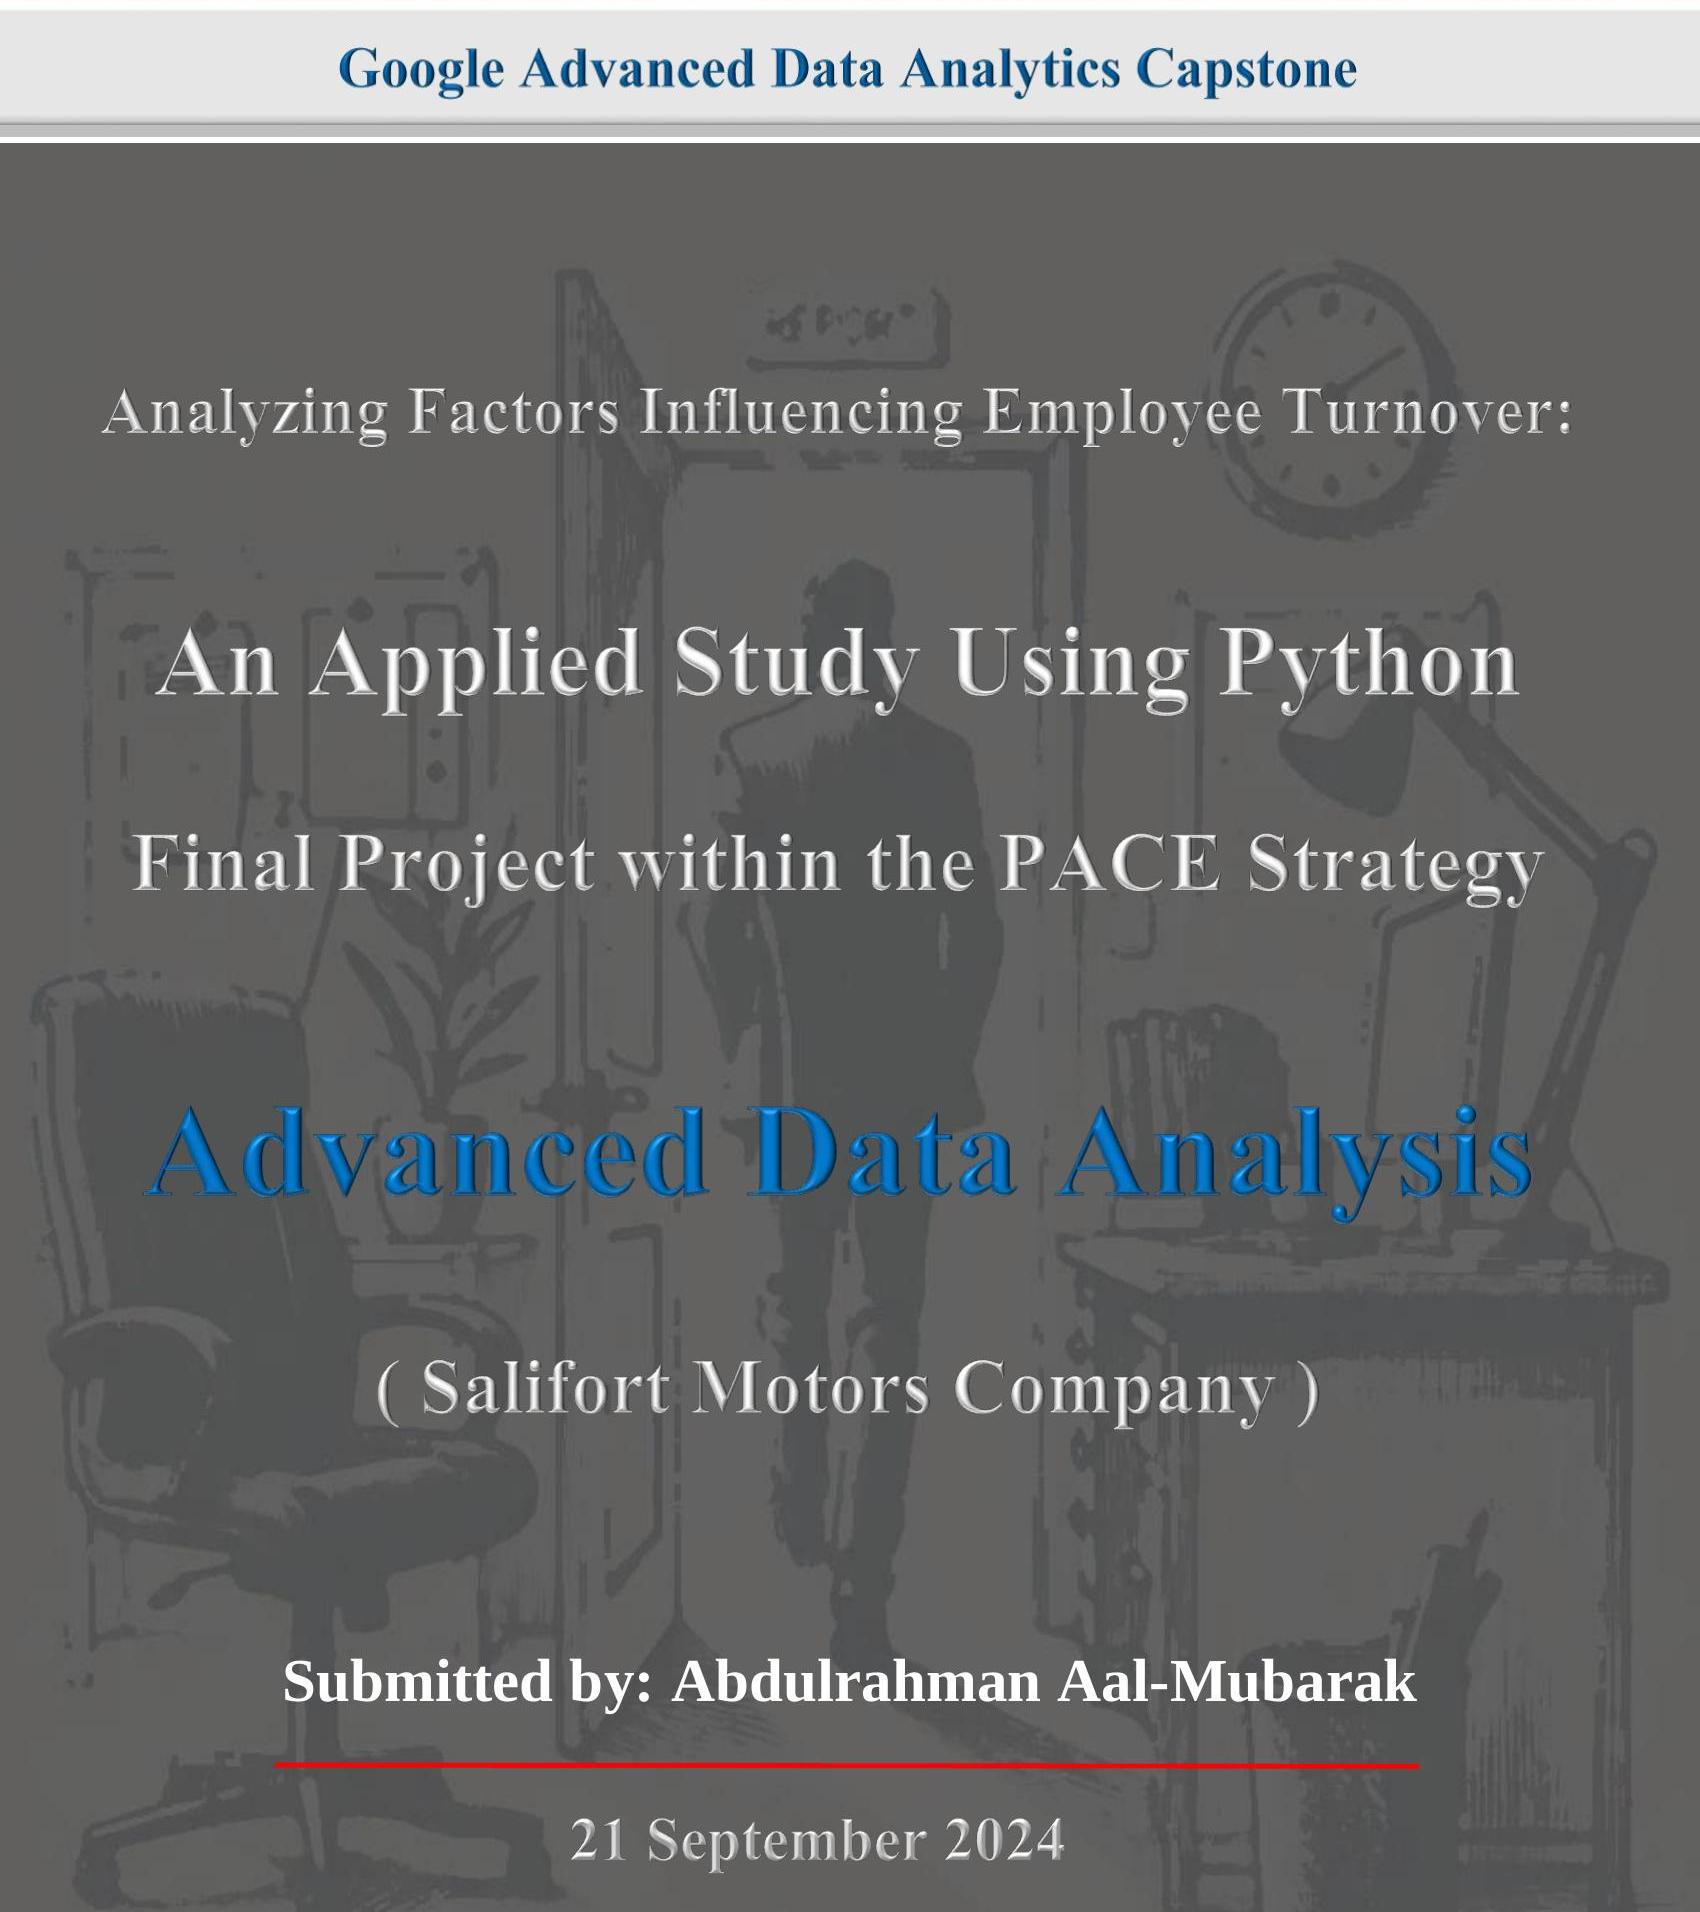 Google Advanced Data Analytics Capstone
Analyzing Factors Influencing Employee Turnover:
An Applied Study Using Python
Final Project within the PACE Strategy
Advanced Data Analysis
( Salifort Motors Company )
Submitted by: Abdulrahman Aal-Mubarak
21 September 2024